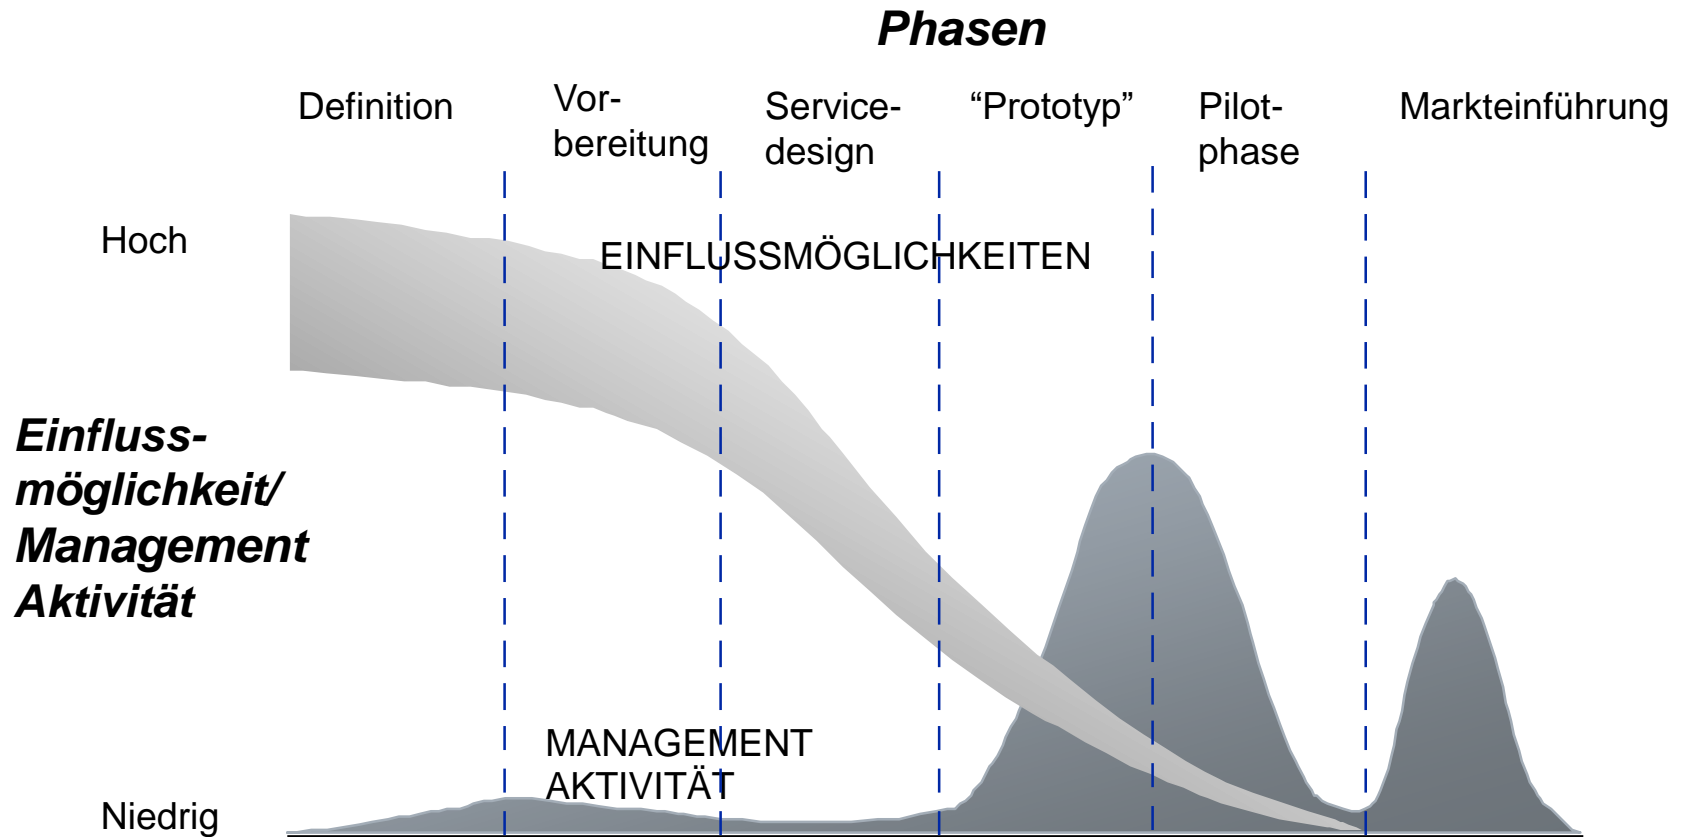 Phasen
Definition
Vor-
bereitung
Service-
design
“Prototyp”
Pilot-
phase
Markteinführung
Hoch
EINFLUSSMÖGLICHKEITEN
Einfluss-
möglichkeit/
Management
Aktivität
MANAGEMENT
AKTIVITÄT
Niedrig